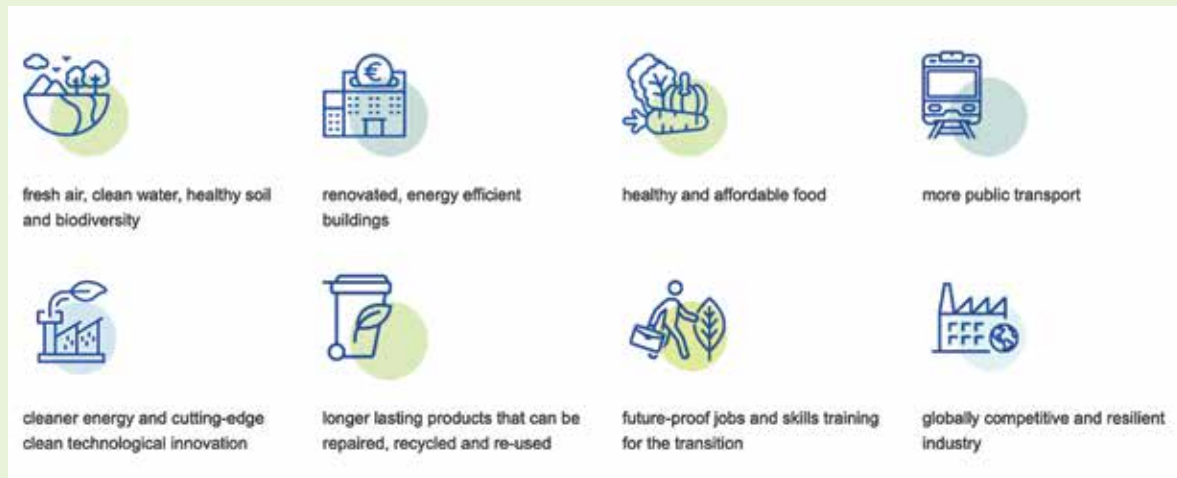 €
fresh air, clean water, healthy soil
and biodiversity
renovated, energy efficient
buildings
healthy and affordable food
more public transport
cleaner energy and cutting-edge
clean technological innovation
longer lasting products that can be
repaired, recycled and re-used
future-proof jobs and skills training
for the transition
globally competitive and resilient
industry